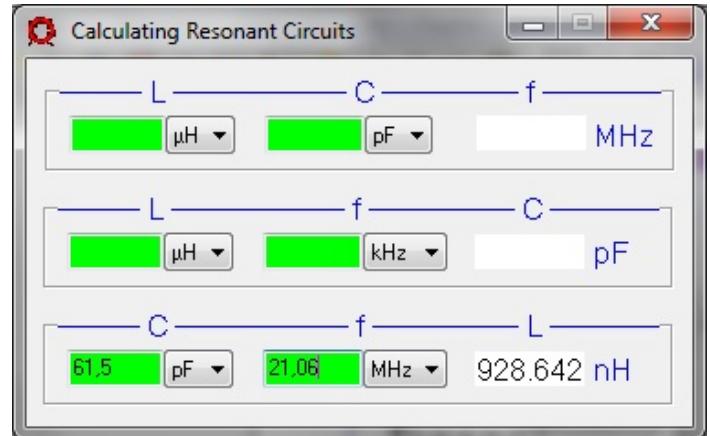 Calculating Resonant Circuits
L C f
µH pF MHz
L f C
µH kHz pF
C f L
61,5 pF 21,06 MHz 928.642 nH